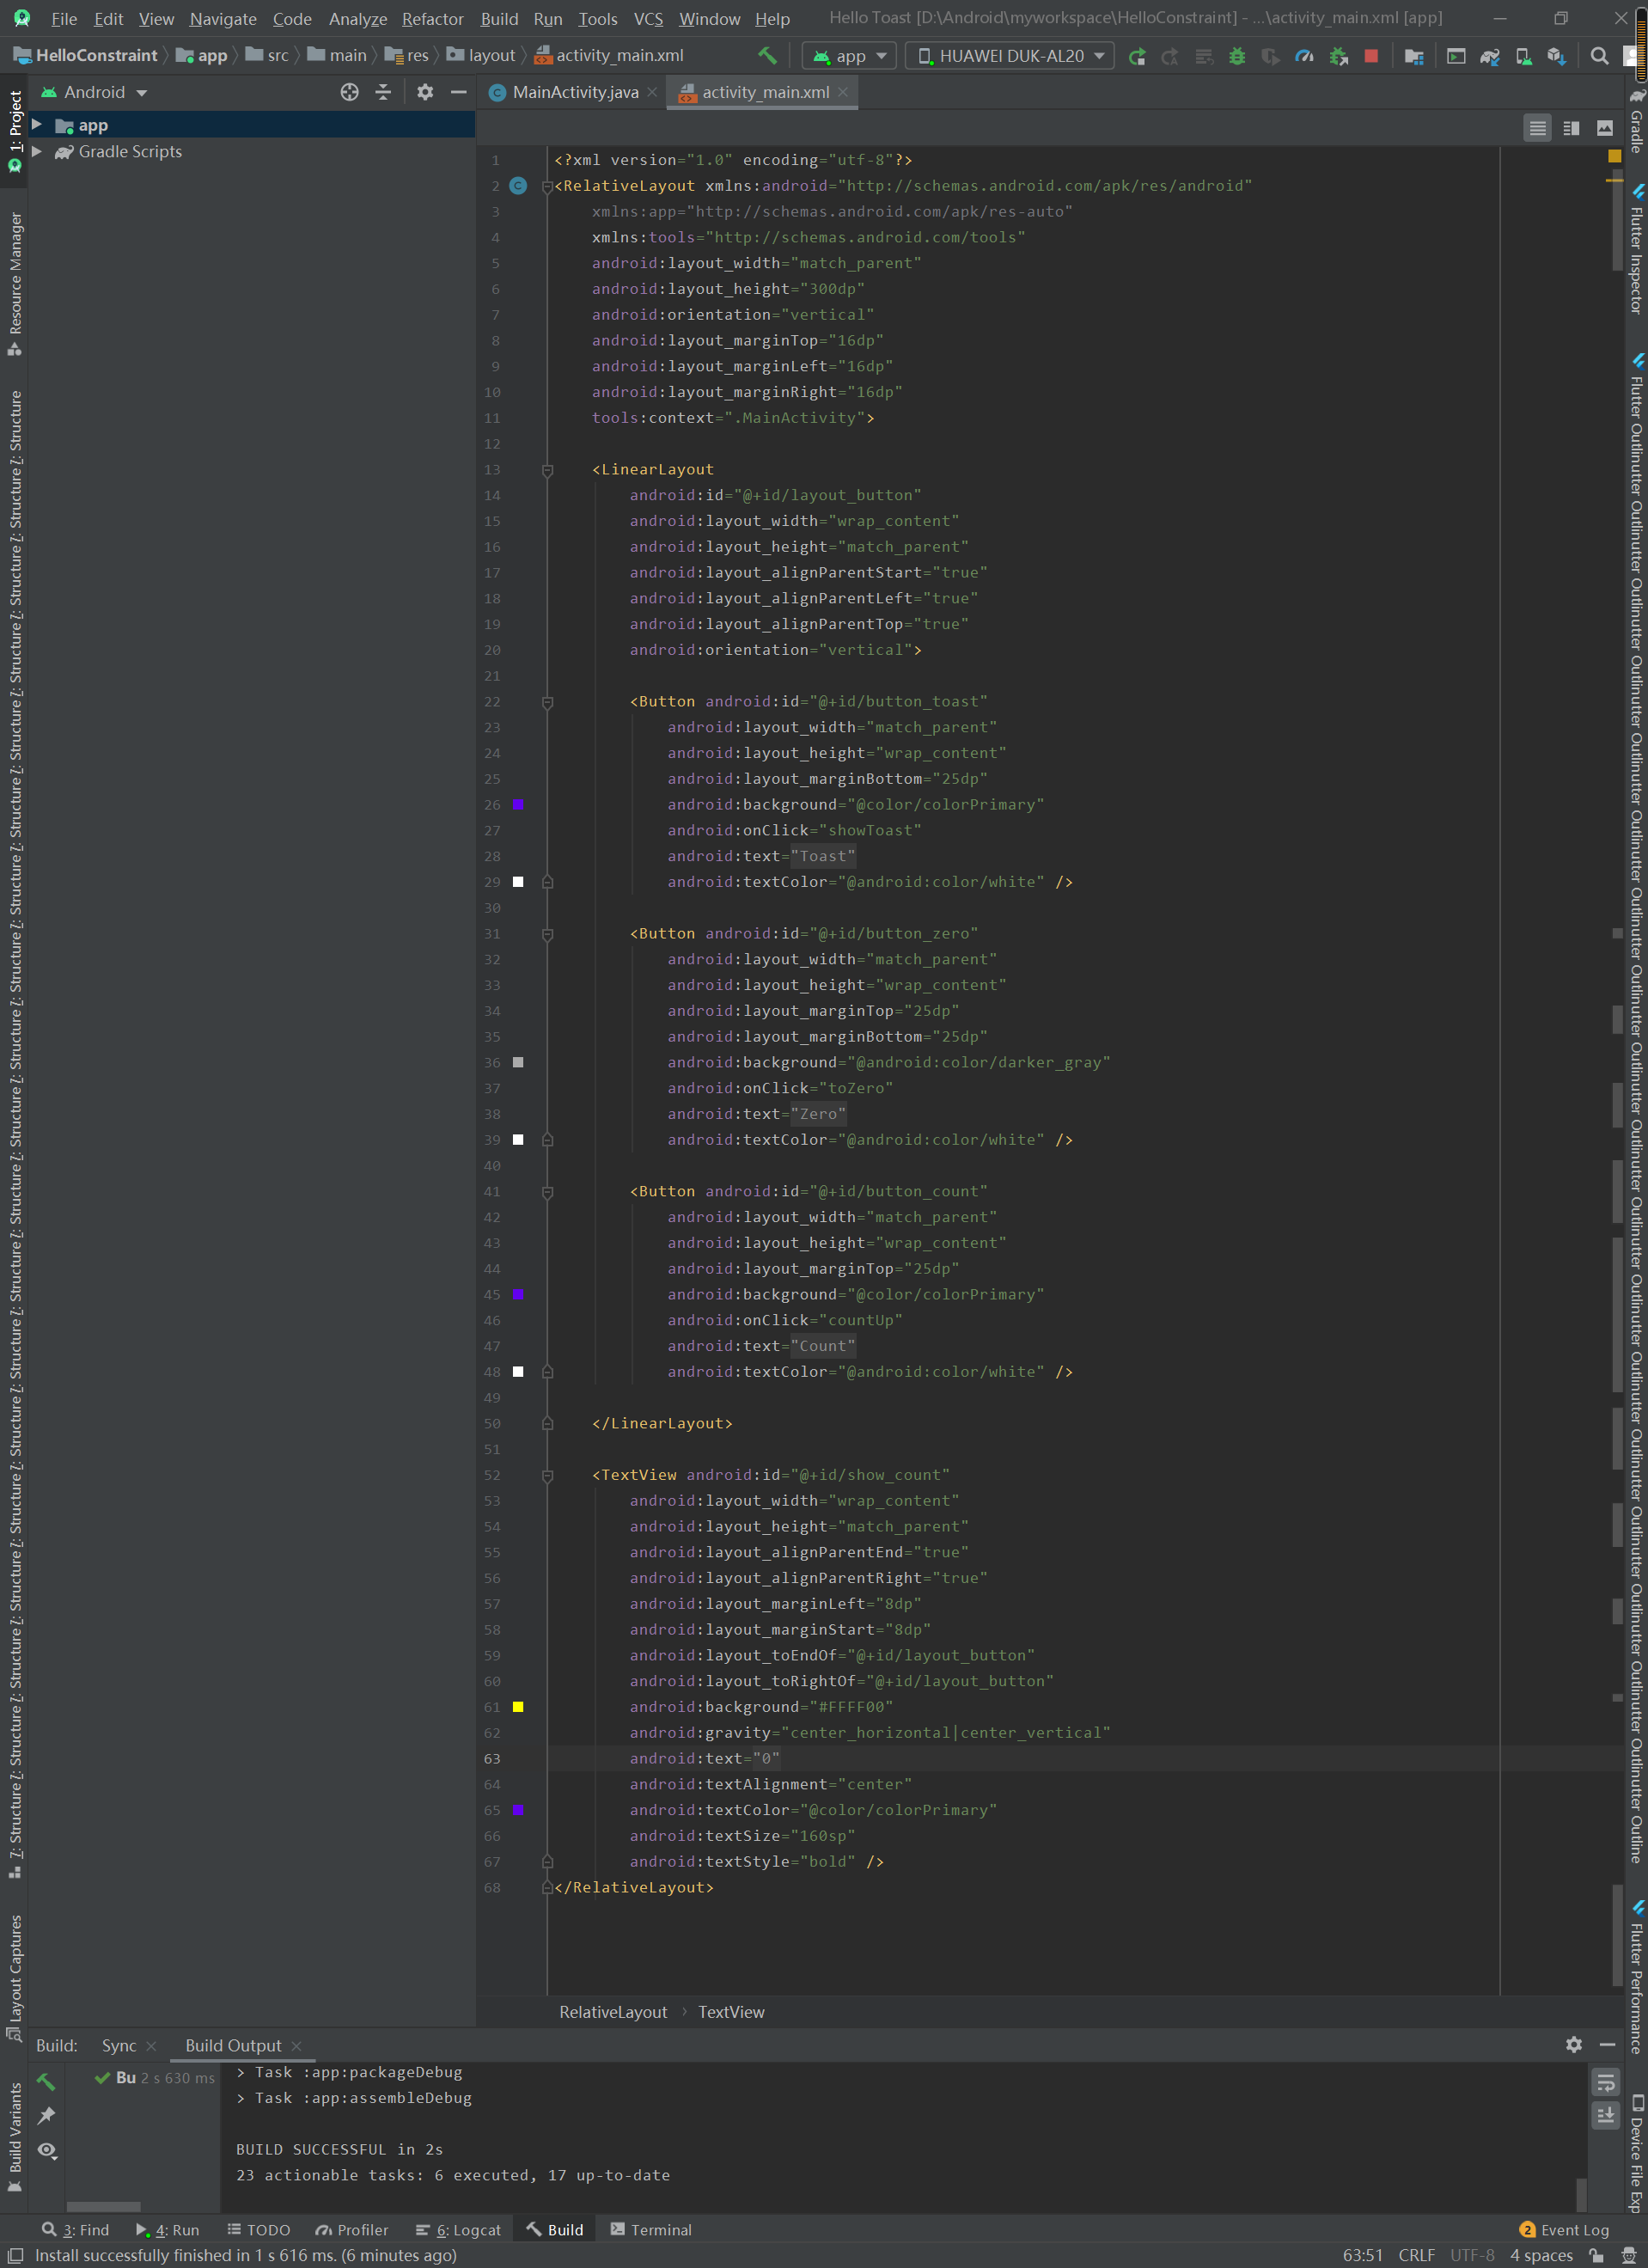 File Edit View Navigate Code Analyze Refactor Build Run Tools VCS Window Help Hello Toast [D:\Android\myworkspace\HelloConstraint] - ...\activity_main.xml [app]
HelloConstraint app src main res layout activity_main.xml app HUAWEI DUK-AL20
Android MainActivity.java activity_main.xml
app
Gradle Scripts
1: Project
Resource Manager
7: Structure
Layout Captures
Build Variants
1 <?xml version="1.0" encoding="utf-8"?>
2 <RelativeLayout xmlns:android="http://schemas.android.com/apk/res/android"
3 xmlns:app="http://schemas.android.com/apk/res-auto"
4 xmlns:tools="http://schemas.android.com/tools"
5 android:layout_width="match_parent"
6 android:layout_height="300dp"
7 android:orientation="vertical"
8 android:layout_marginTop="16dp"
9 android:layout_marginLeft="16dp"
10 android:layout_marginRight="16dp"
11 tools:context=".MainActivity">
12
13 <LinearLayout
14 android:id="@+id/layout_button"
15 android:layout_width="wrap_content"
16 android:layout_height="match_parent"
17 android:layout_alignParentStart="true"
18 android:layout_alignParentLeft="true"
19 android:layout_alignParentTop="true"
20 android:orientation="vertical">
21
22 <Button android:id="@+id/button_toast"
23 android:layout_width="match_parent"
24 android:layout_height="wrap_content"
25 android:layout_marginBottom="25dp"
26 android:background="@color/colorPrimary"
27 android:onClick="showToast"
28 android:text="Toast"
29 android:textColor="@android:color/white" />
30
31 <Button android:id="@+id/button_zero"
32 android:layout_width="match_parent"
33 android:layout_height="wrap_content"
34 android:layout_marginTop="25dp"
35 android:layout_marginBottom="25dp"
36 android:background="@android:color/darker_gray"
37 android:onClick="toZero"
38 android:text="Zero"
39 android:textColor="@android:color/white" />
40
41 <Button android:id="@+id/button_count"
42 android:layout_width="match_parent"
43 android:layout_height="wrap_content"
44 android:layout_marginTop="25dp"
45 android:background="@color/colorPrimary"
46 android:onClick="countUp"
47 android:text="Count"
48 android:textColor="@android:color/white" />
49
50 </LinearLayout>
51
52 <TextView android:id="@+id/show_count"
53 android:layout_width="wrap_content"
54 android:layout_height="match_parent"
55 android:layout_alignParentEnd="true"
56 android:layout_alignParentRight="true"
57 android:layout_marginLeft="8dp"
58 android:layout_marginStart="8dp"
59 android:layout_toEndOf="@+id/layout_button"
60 android:layout_toRightOf="@+id/layout_button"
61 android:background="#FFFF00"
62 android:gravity="center_horizontal|center_vertical"
63 android:text="0"
64 android:textAlignment="center"
65 android:textColor="@color/colorPrimary"
66 android:textSize="160sp"
67 android:textStyle="bold" />
68 </RelativeLayout>
RelativeLayout TextView
Gradle
Flutter Inspector
Flutter Outline
Flutter Performance
Device File Exp
Build: Sync Build Output
Bu 2 s 630 ms
> Task :app:packageDebug
> Task :app:assembleDebug
BUILD SUCCESSFUL in 2s
23 actionable tasks: 6 executed, 17 up-to-date
3: Find 4: Run TODO Profiler 6: Logcat Build Terminal 2 Event Log
Install successfully finished in 1 s 616 ms. (6 minutes ago) 63:51 CRLF UTF-8 4 spaces